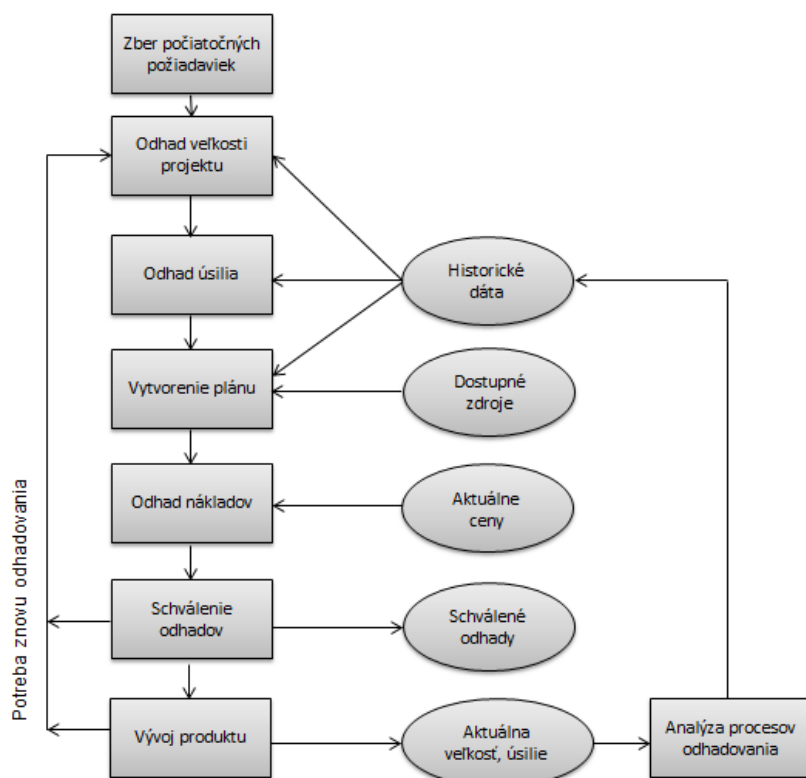 Zber počiatočných
požiadaviek
Odhad veľkosti
projektu
Odhad úsilia
Historické
dáta
Vytvorenie plánu
Dostupné
zdroje
Odhad nákladov
Aktuálne
ceny
Schválenie
odhadov
Schválené
odhady
Vývoj produktu
Aktuálna
veľkosť, úsilie
Analýza procesov
odhadovania
Potreba znovu odhadovania